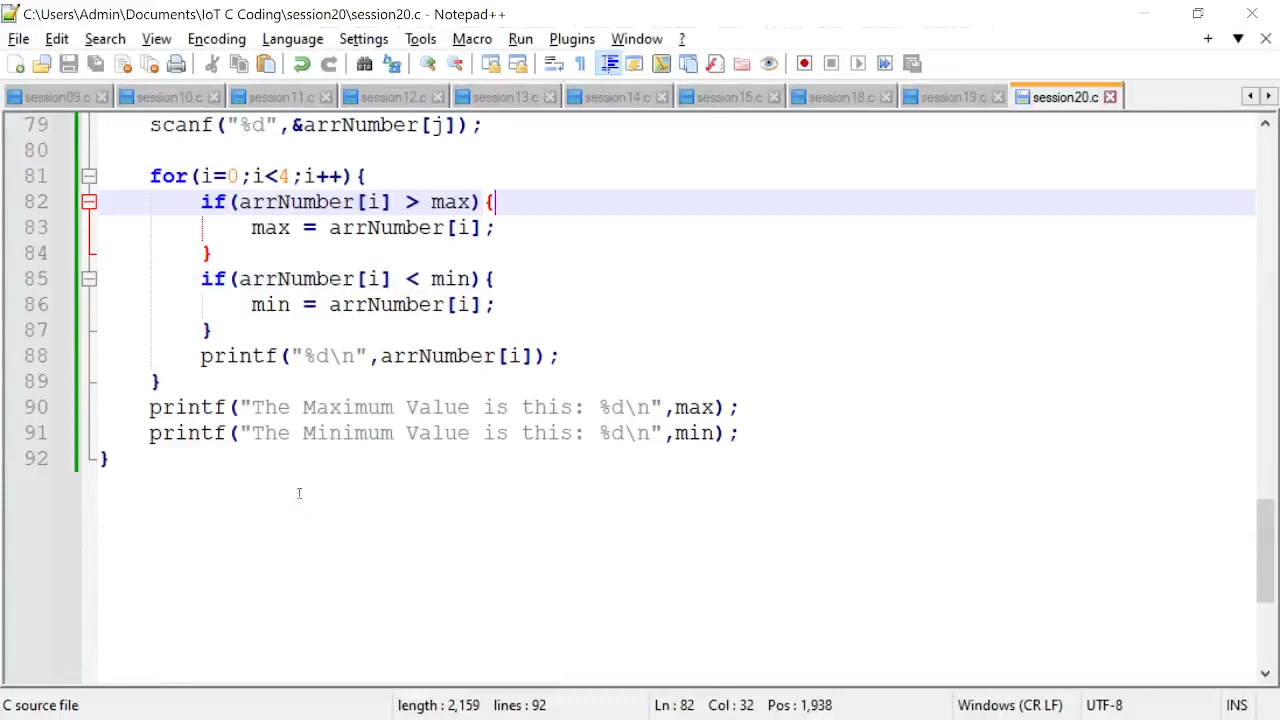 C:\Users\Admin\Documents\IoT C Coding\session20\session20.c - Notepad++
File Edit Search View Encoding Language Settings Tools Macro Run Plugins Window ?
session09.c session10.c session11.c session12.c session13.c session14.c session15.c session18.c session19.c session20.c
79 scanf("%d",&arrNumber[j]);
80
81 for(i=0;i<4;i++){
82 if(arrNumber[i] > max){
83 max = arrNumber[i];
84 }
85 if(arrNumber[i] < min){
86 min = arrNumber[i];
87 }
88 printf("%d\n",arrNumber[i]);
89 }
90 printf("The Maximum Value is this: %d\n",max);
91 printf("The Minimum Value is this: %d\n",min);
92 }
C source file length : 2,159 lines : 92 Ln : 82 Col : 32 Pos : 1,938 Windows (CR LF) UTF-8 INS